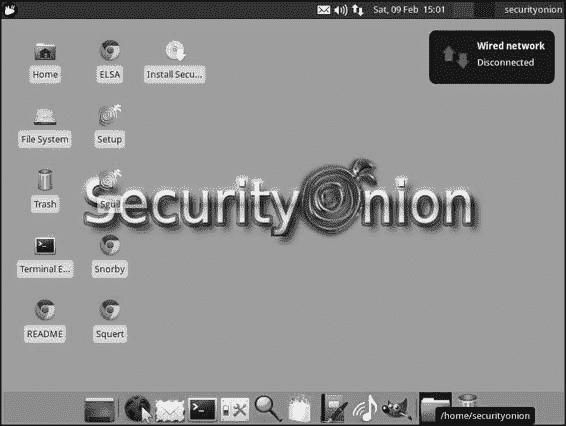 Sat, 09 Feb 15:01 securityonion
Wired network
Disconnected
Home ELSA Install Secu...
File System Setup
Trash
SecurityOnion
Terminal E... Snorby
README Squert
/home/securityonion